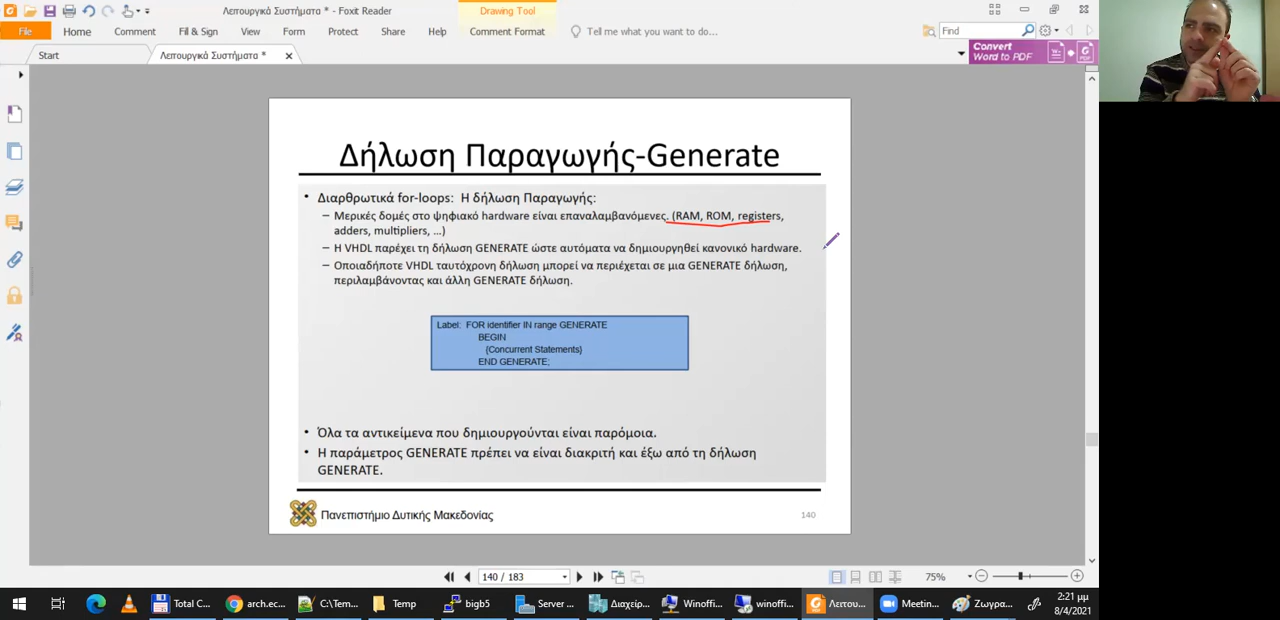 Λειτουργικά Συστήματα * - Foxit Reader
Drawing Tool
File Home Comment Fill & Sign View Form Protect Share Help Comment Format Tell me what you want to do... Find
Start Λειτουργικά Συστήματα *
Convert
Word to PDF
Δήλωση Παραγωγής-Generate
• Διαρθρωτικά for-loops: Η δήλωση Παραγωγής:
– Μερικές δομές στο ψηφιακό hardware είναι επαναλαμβανόμενες. (RAM, ROM, registers,
adders, multipliers, …)
– Η VHDL παρέχει τη δήλωση GENERATE ώστε αυτόματα να δημιουργηθεί κανονικό hardware.
– Οποιαδήποτε VHDL ταυτόχρονη δήλωση μπορεί να περιέχεται σε μια GENERATE δήλωση,
περιλαμβάνοντας και άλλη GENERATE δήλωση.
Label: FOR identifier IN range GENERATE
BEGIN
{Concurrent Statements}
END GENERATE;
• Όλα τα αντικείμενα που δημιουργούνται είναι παρόμοια.
• Η παράμετρος GENERATE πρέπει να είναι διακριτή και έξω από τη δήλωση
GENERATE.
Πανεπιστήμιο Δυτικής Μακεδονίας
140
140 / 183
75%
Total C... arch.ec... C:\Tem... Temp bigb5 Server ... Διαχείρ... Winoffi... winoffi... Λειτου... Meetin... Ζωγρα...
2:21 μμ
8/4/2021